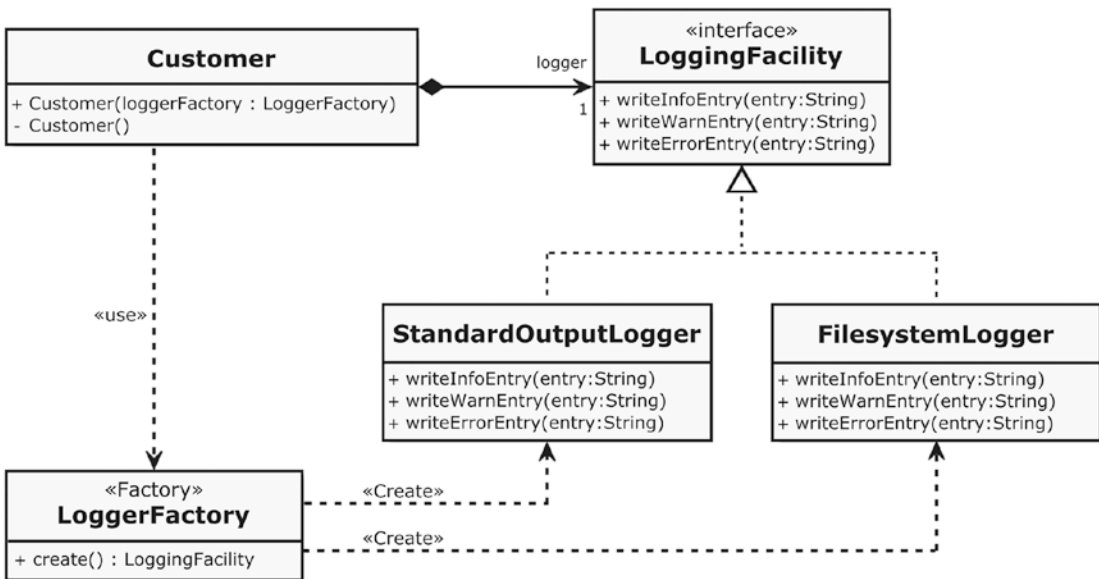 Customer
+ Customer(loggerFactory : LoggerFactory)
- Customer()
logger
1
«interface»
LoggingFacility
+ writeInfoEntry(entry:String)
+ writeWarnEntry(entry:String)
+ writeErrorEntry(entry:String)
«use»
StandardOutputLogger
+ writeInfoEntry(entry:String)
+ writeWarnEntry(entry:String)
+ writeErrorEntry(entry:String)
FilesystemLogger
+ writeInfoEntry(entry:String)
+ writeWarnEntry(entry:String)
+ writeErrorEntry(entry:String)
«Factory»
LoggerFactory
+ create() : LoggingFacility
«Create»
«Create»